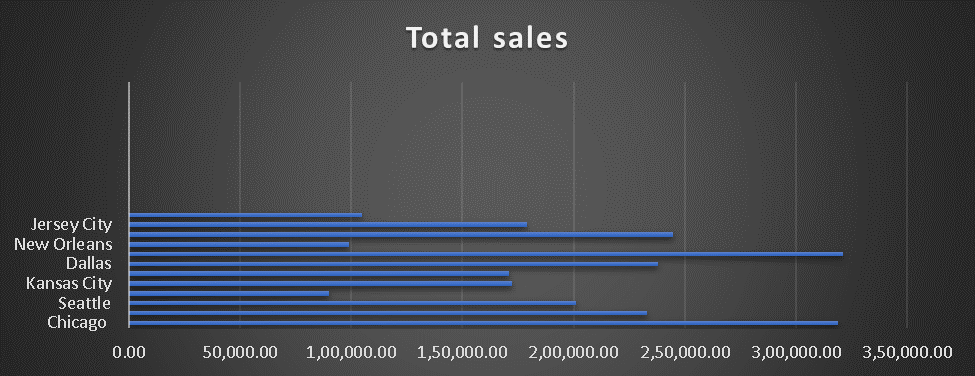 Total sales
Jersey City
New Orleans
Dallas
Kansas City
Seattle
Chicago
0.00 50,000.00 1,00,000.00 1,50,000.00 2,00,000.00 2,50,000.00 3,00,000.00 3,50,000.00